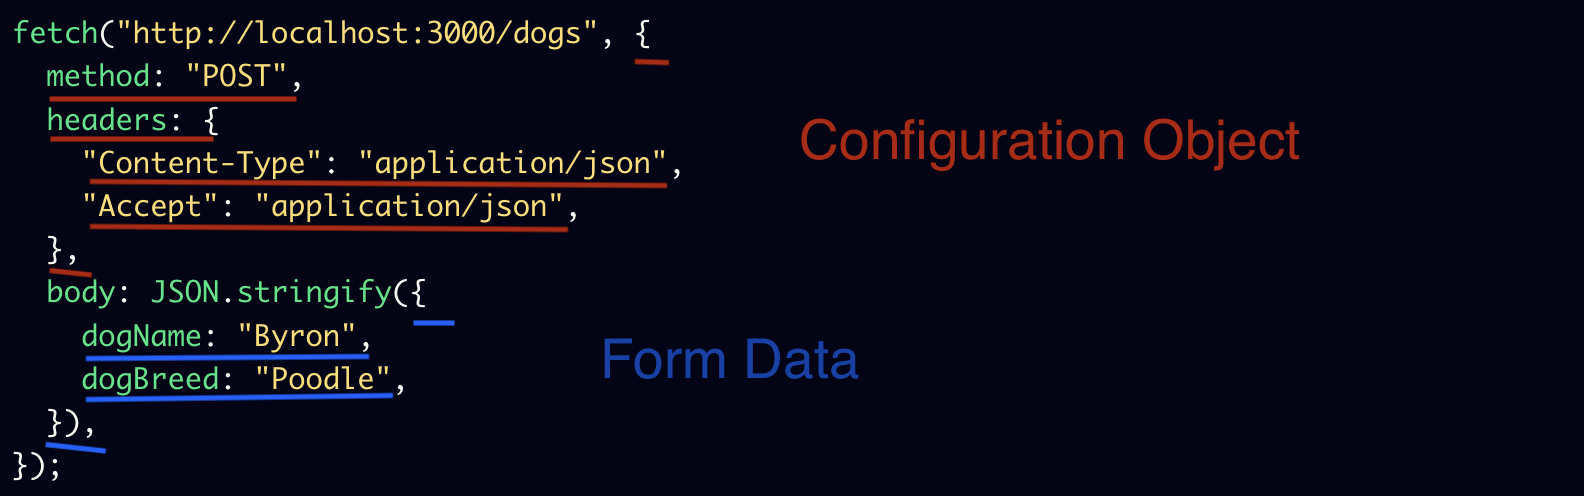 fetch("http://localhost:3000/dogs", {
method: "POST",
headers: {
Configuration Object
"Content-Type": "application/json",
"Accept": "application/json",
},
body: JSON.stringify({
dogName: "Byron",
Form Data
dogBreed: "Poodle",
}),
});